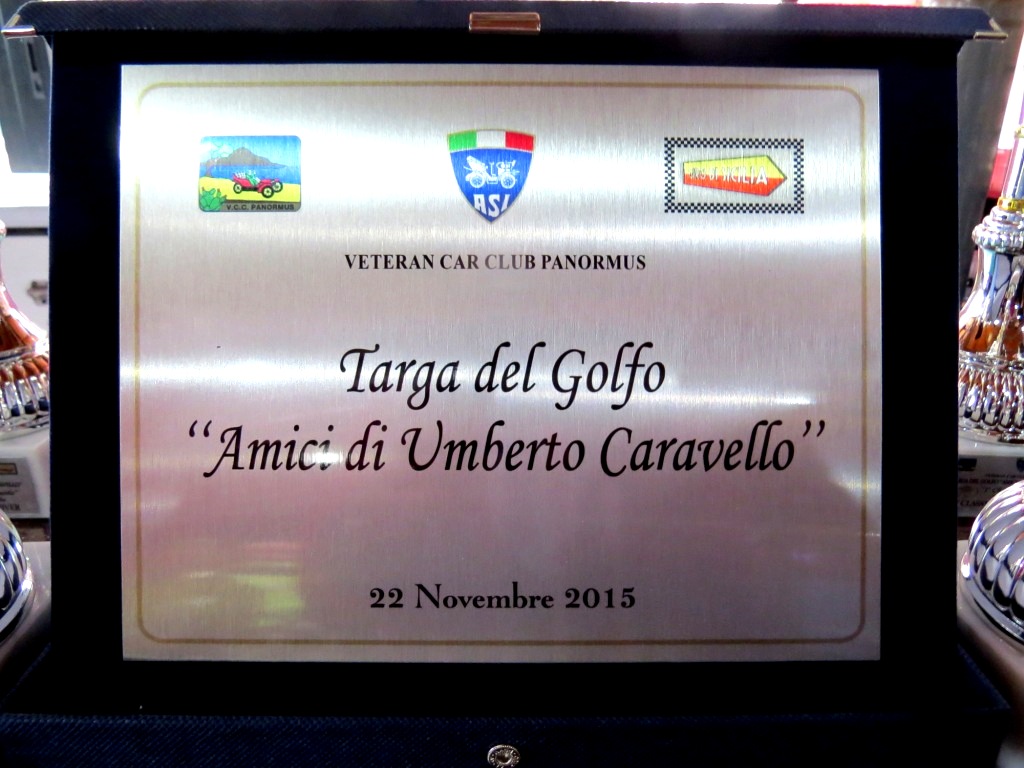 V.C.C. PANORMUS
ASI
VETERAN CAR CLUB PANORMUS
Targa del Golfo
“Amici di Umberto Caravello”
22 Novembre 2015